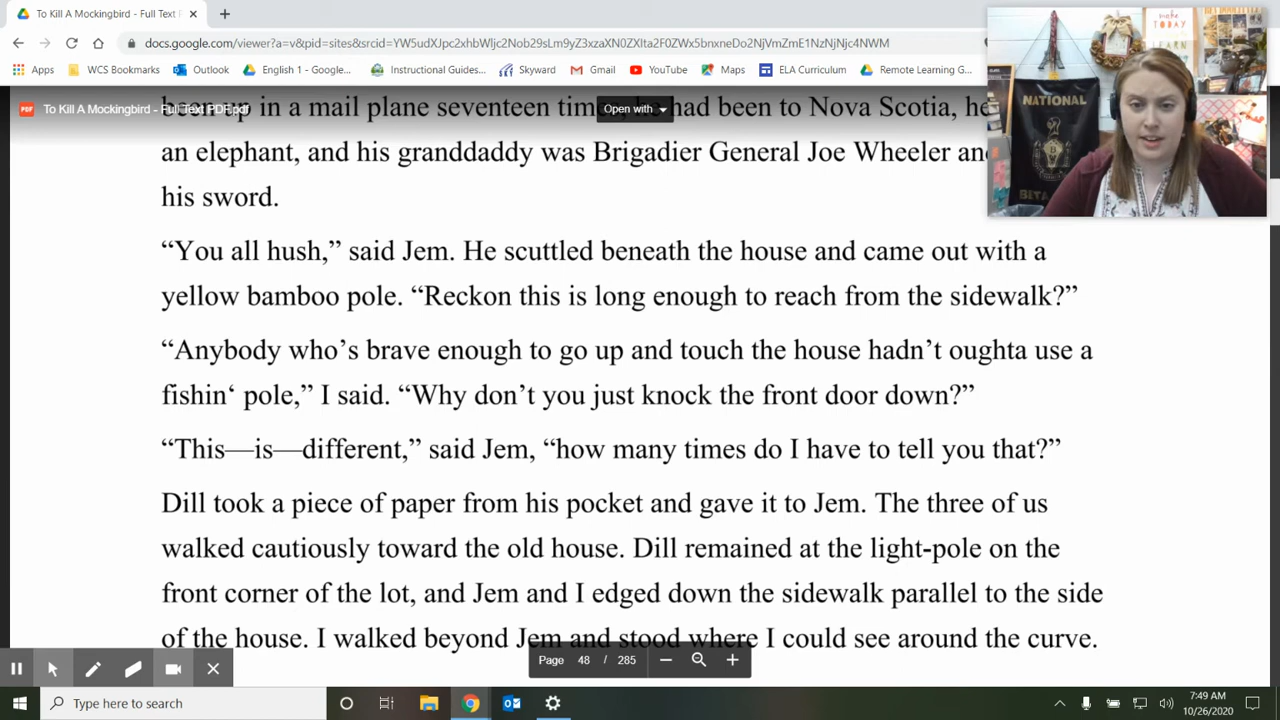 To Kill A Mockingbird - Full Text F
docs.google.com/viewer?a=v&pid=sites&srcid=YW5udXJpc2xhbWljc2Nob29sLm9yZ3xzaXN0ZXIta2F0ZWx5bnxneDo2NjVmZmE1NzNjNjc4NWM
Apps WCS Bookmarks Outlook English 1 - Google... Instructional Guides... Skyward Gmail YouTube Maps ELA Curriculum Remote Learning G...
To Kill A Mockingbird - Full Text PDF.pdf
Open with
up in a mail plane seventeen times, he had been to Nova Scotia, he
an elephant, and his granddaddy was Brigadier General Joe Wheeler and
his sword.
“You all hush,” said Jem. He scuttled beneath the house and came out with a
yellow bamboo pole. “Reckon this is long enough to reach from the sidewalk?”
“Anybody who’s brave enough to go up and touch the house hadn’t oughta use a
fishin‘ pole,” I said. “Why don’t you just knock the front door down?”
“This—is—different,” said Jem, “how many times do I have to tell you that?”
Dill took a piece of paper from his pocket and gave it to Jem. The three of us
walked cautiously toward the old house. Dill remained at the light-pole on the
front corner of the lot, and Jem and I edged down the sidewalk parallel to the side
of the house. I walked beyond Jem and stood where I could see around the curve.
Page 48 / 285
Type here to search
7:49 AM
10/26/2020
NATIONAL
BETA
make
TODAY